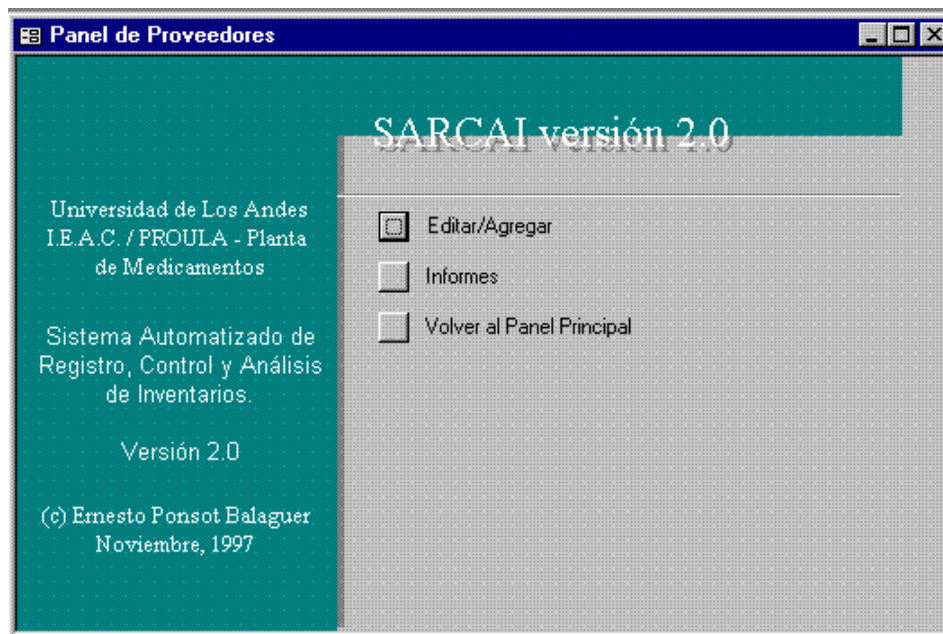 Panel de Proveedores
SARCAI versión 2.0
Universidad de Los Andes
I.E.A.C. / PROULA - Planta
de Medicamentos
Sistema Automatizado de
Registro, Control y Análisis
de Inventarios.
Versión 2.0
(c) Ernesto Ponsot Balaguer
Noviembre, 1997
Editar/Agregar
Informes
Volver al Panel Principal